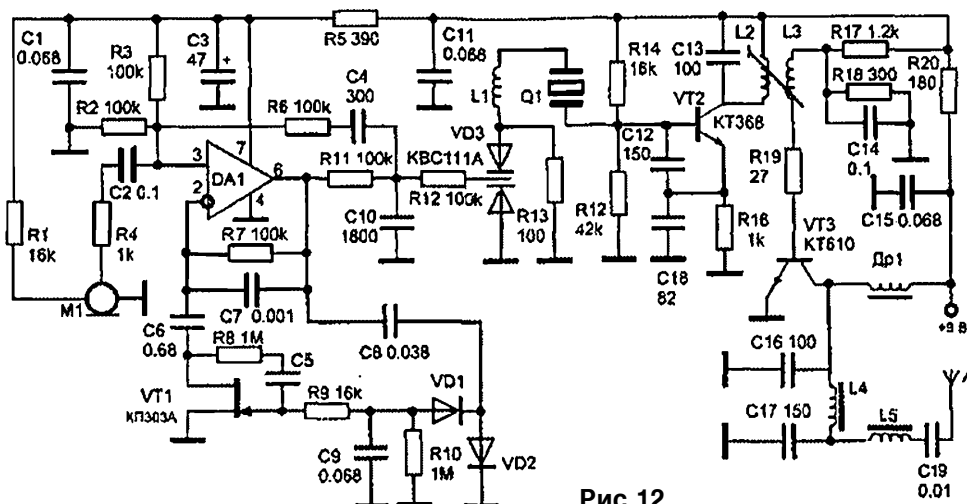 C1
0.068
R3
100k
C3
47
+
R5 390
C11
0.068
R14
16k
C13
100
L2
L3
R17 1.2k
R18 300
R20
180
R2 100k
R6 100k
C4
300
L1
Q1
VT2
КТ368
C12
150
C14
0.1
C2 0.1
3
2
7
6
4
DA1
R11 100k
КВС111А
R12 100k
VD3
R13
100
R12
42k
R16
1k
R19
27
C15 0.068
R1
16k
R4
1k
M1
R7 100k
C10
1800
C18
82
VT3
КТ610
Др1
+9 В
C7
0.001
C6
0.68
R8 1M
C5
C8 0.038
C16 100
L4
A
VT1
КП303А
R9 16k
VD1
C17 150
L5
C9
0.068
R10
1M
VD2
C19
0.01
Рис.12